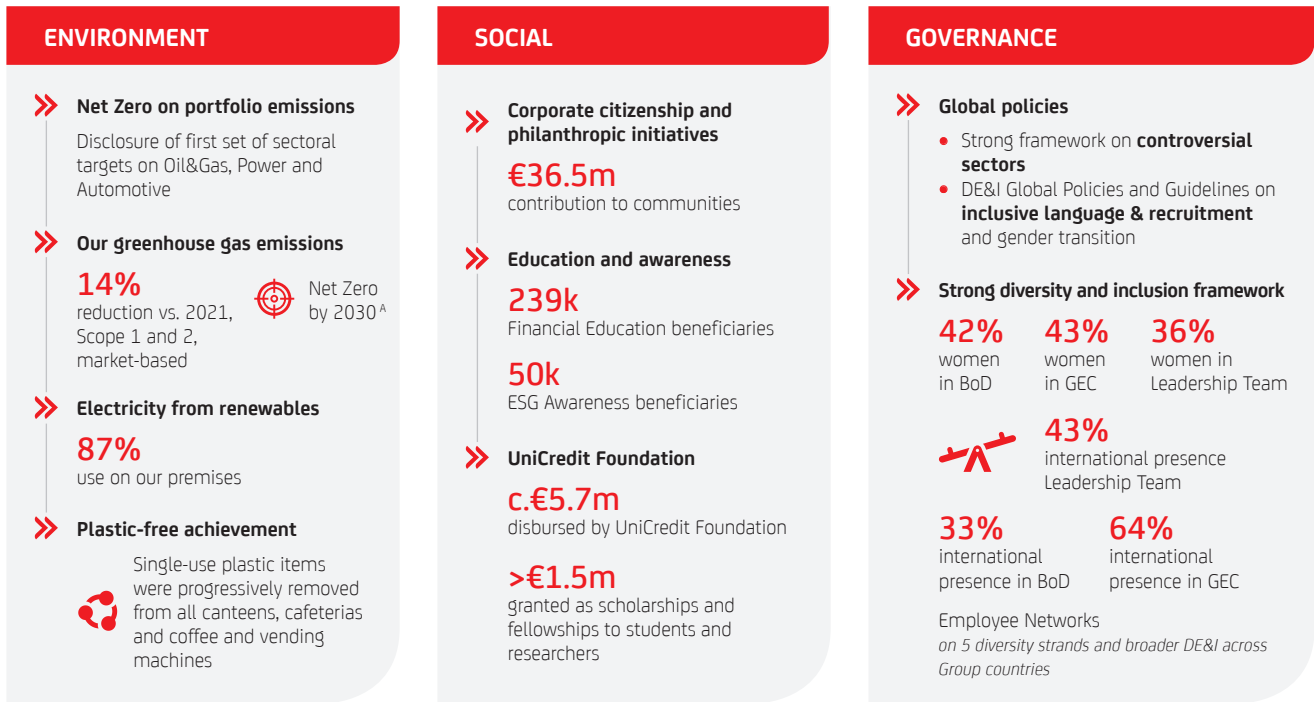 ENVIRONMENT
Net Zero on portfolio emissions
Disclosure of first set of sectoral
targets on Oil&Gas, Power and
Automotive
Our greenhouse gas emissions
14%
reduction vs. 2021,
Scope 1 and 2,
market-based
Net Zero
by 2030 A
Electricity from renewables
87%
use on our premises
Plastic-free achievement
Single-use plastic items
were progressively removed
from all canteens, cafeterias
and coffee and vending
machines
SOCIAL
Corporate citizenship and
philanthropic initiatives
€36.5m
contribution to communities
Education and awareness
239k
Financial Education beneficiaries
50k
ESG Awareness beneficiaries
UniCredit Foundation
c.€5.7m
disbursed by UniCredit Foundation
>€1.5m
granted as scholarships and
fellowships to students and
researchers
GOVERNANCE
Global policies
• Strong framework on controversial
sectors
• DE&I Global Policies and Guidelines on
inclusive language & recruitment
and gender transition
Strong diversity and inclusion framework
42%
women
in BoD
43%
women
in GEC
36%
women in
Leadership Team
43%
international presence
Leadership Team
33%
international
presence in BoD
64%
international
presence in GEC
Employee Networks
on 5 diversity strands and broader DE&I across
Group countries